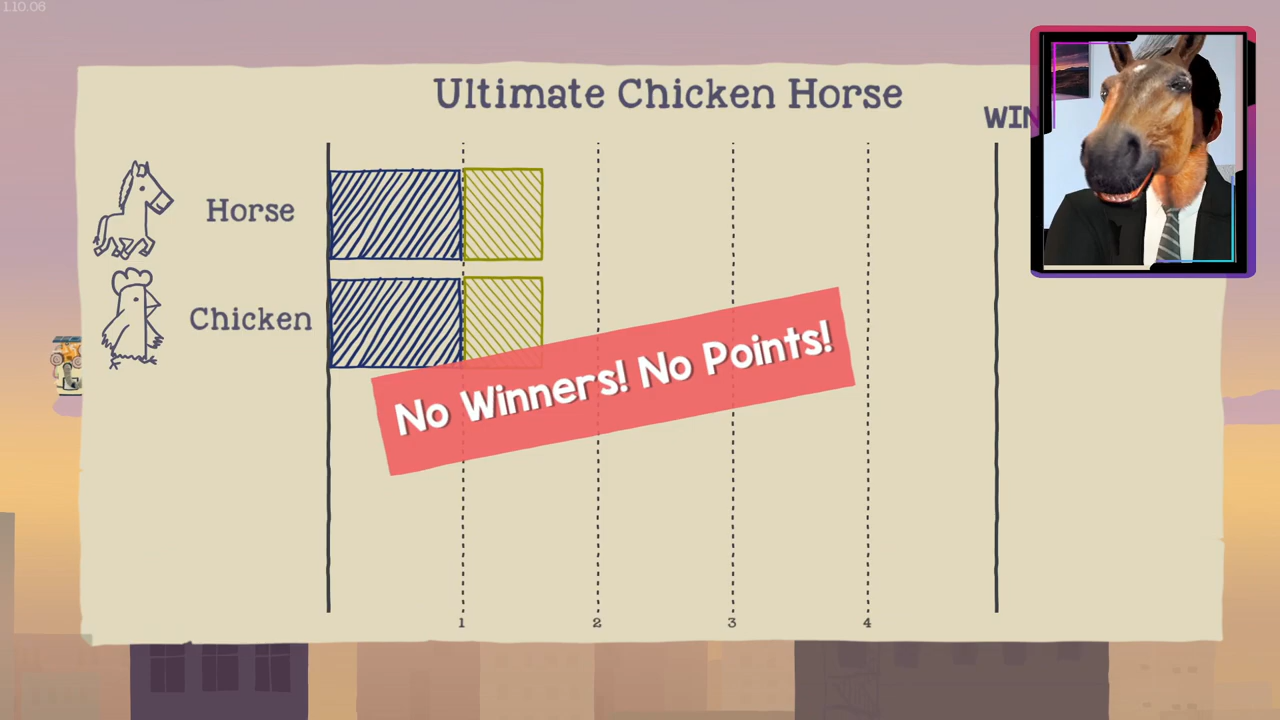 1.10.06
Ultimate Chicken Horse
WIN
Horse
Chicken
No Winners! No Points!
1 2 3 4